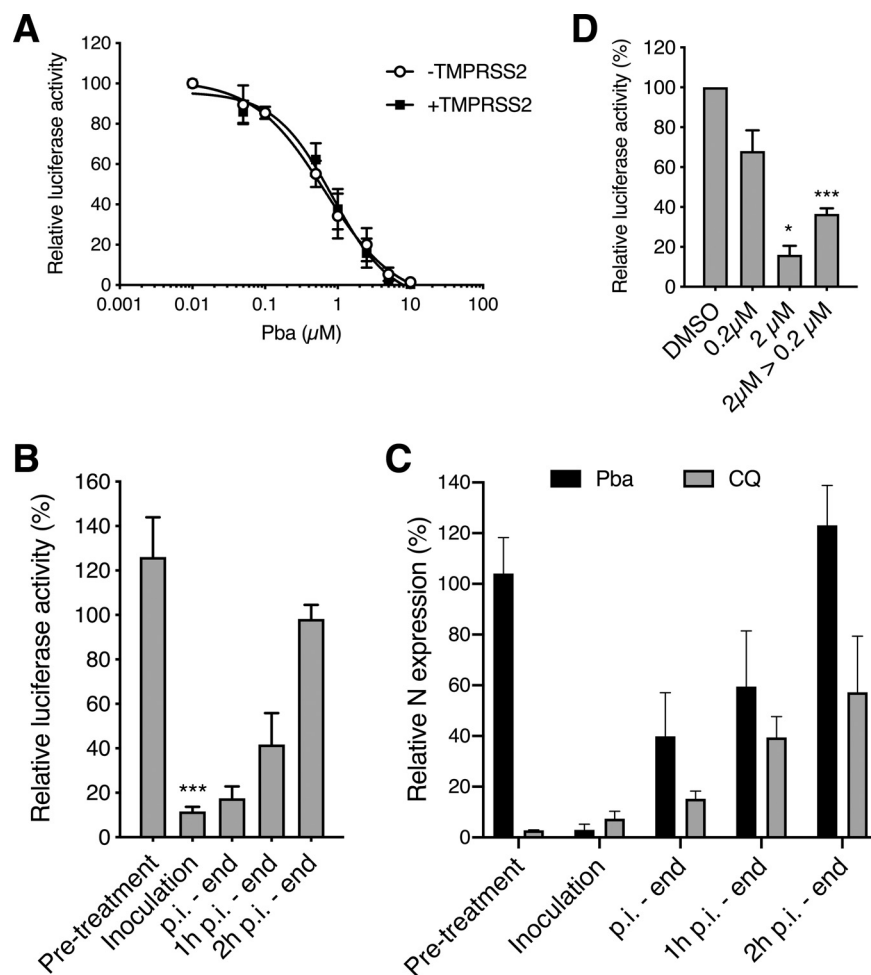 A
Relative luciferase activity
120
100
80
60
40
20
0
0.001
0.01
0.1
1
10
100
Pba (µM)
-TMPRSS2
+TMPRSS2
D
Relative luciferase activity (%)
120
100
80
60
40
20
0
*
***
DMSO
0.2µM
2 µM
2µM > 0.2 µM
B
Relative luciferase activity (%)
160
140
120
100
80
60
40
20
0
***
Pre-treatment
Inoculation
p.i. - end
1h p.i. - end
2h p.i. - end
C
Relative N expression (%)
140
120
100
80
60
40
20
0
Pba
CQ
Pre-treatment
Inoculation
p.i. - end
1h p.i. - end
2h p.i. - end